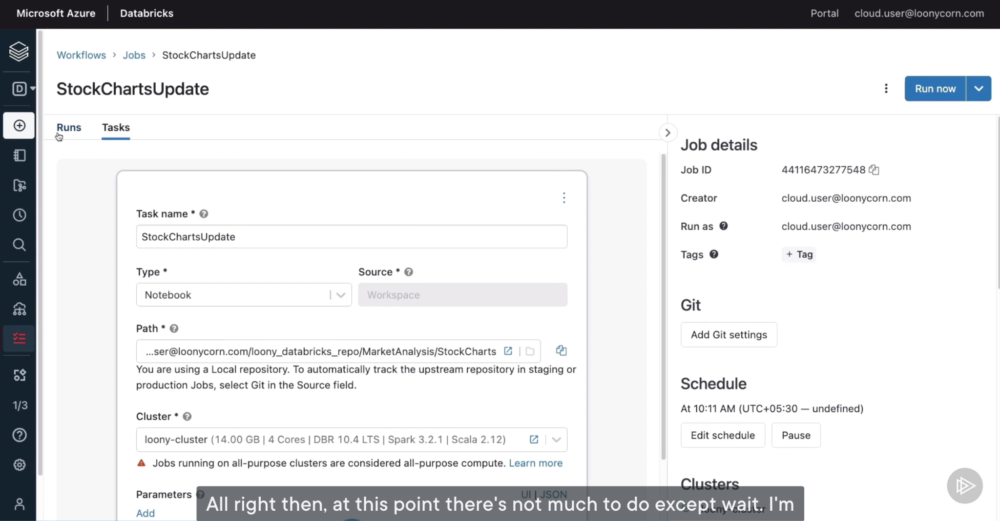 Microsoft Azure Databricks Portal cloud.user@loonycorn.com
Workflows > Jobs > StockChartsUpdate
D
StockChartsUpdate
Run now
Runs Tasks
Task name * ?
StockChartsUpdate
Type * Source * ?
Notebook Workspace
Path * ?
...ser@loonycorn.com/loony_databricks_repo/MarketAnalysis/StockCharts
You are using a Local repository. To automatically track the upstream repository in staging or
production Jobs, select Git in the Source field.
Cluster * ?
loony-cluster (14.00 GB | 4 Cores | DBR 10.4 LTS | Spark 3.2.1 | Scala 2.12)
Jobs running on all-purpose clusters are considered all-purpose compute. Learn more
Parameters ? UI | JSON
Add
Job details
Job ID 44116473277548
Creator cloud.user@loonycorn.com
Run as ? cloud.user@loonycorn.com
Tags ? + Tag
Git
Add Git settings
Schedule
At 10:11 AM (UTC+05:30 — undefined)
Edit schedule Pause
Clusters
loony-cluster
1/3
All right then, at this point there's not much to do except wait. I'm